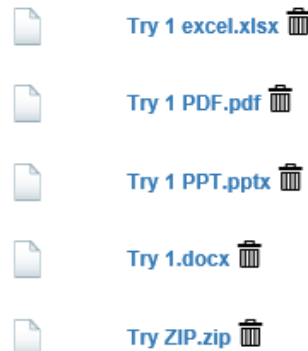 Try 1 excel.xlsx
Try 1 PDF.pdf
Try 1 PPT.pptx
Try 1.docx
Try ZIP.zip